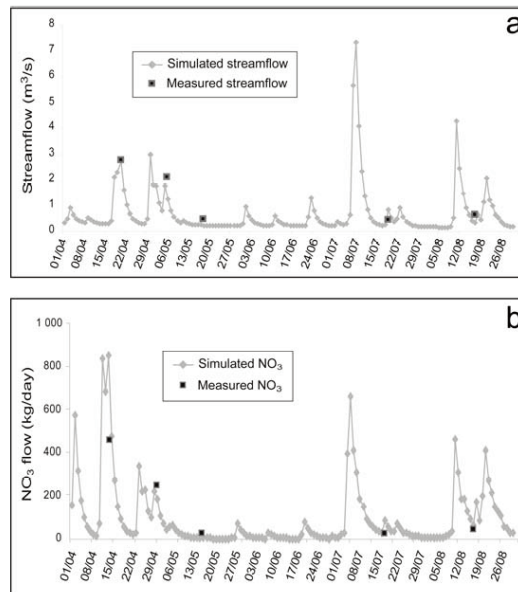 a
Streamflow (m³/s)
8
7
6
5
4
3
2
1
0
Simulated streamflow
Measured streamflow
01/04 08/04 15/04 22/04 29/04 06/05 13/05 20/05 27/05 03/06 10/06 17/06 24/06 01/07 08/07 15/07 22/07 29/07 05/08 12/08 19/08 26/08
b
NO₃ flow (kg/day)
1 000
800
600
400
200
0
Simulated NO₃
Measured NO₃
01/04 08/04 15/04 22/04 29/04 06/05 13/05 20/05 27/05 03/06 10/06 17/06 24/06 01/07 08/07 15/07 22/07 29/07 05/08 12/08 19/08 26/08